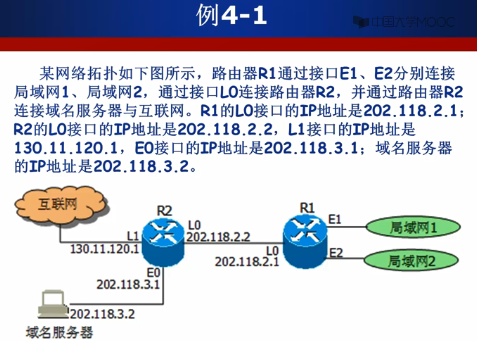 例4-1
中国大学MOOC
某网络拓扑如下图所示，路由器R1通过接口E1、E2分别连接
局域网1、局域网2，通过接口L0连接路由器R2，并通过路由器R2
连接域名服务器与互联网。R1的L0接口的IP地址是202.118.2.1；
R2的L0接口的IP地址是202.118.2.2，L1接口的IP地址是
130.11.120.1，E0接口的IP地址是202.118.3.1；域名服务器
的IP地址是202.118.3.2。
互联网
R2
R1
L1
L0
E1
局域网1
130.11.120.1
202.118.2.2
L0
E2
局域网2
E0
202.118.2.1
202.118.3.1
202.118.3.2
域名服务器